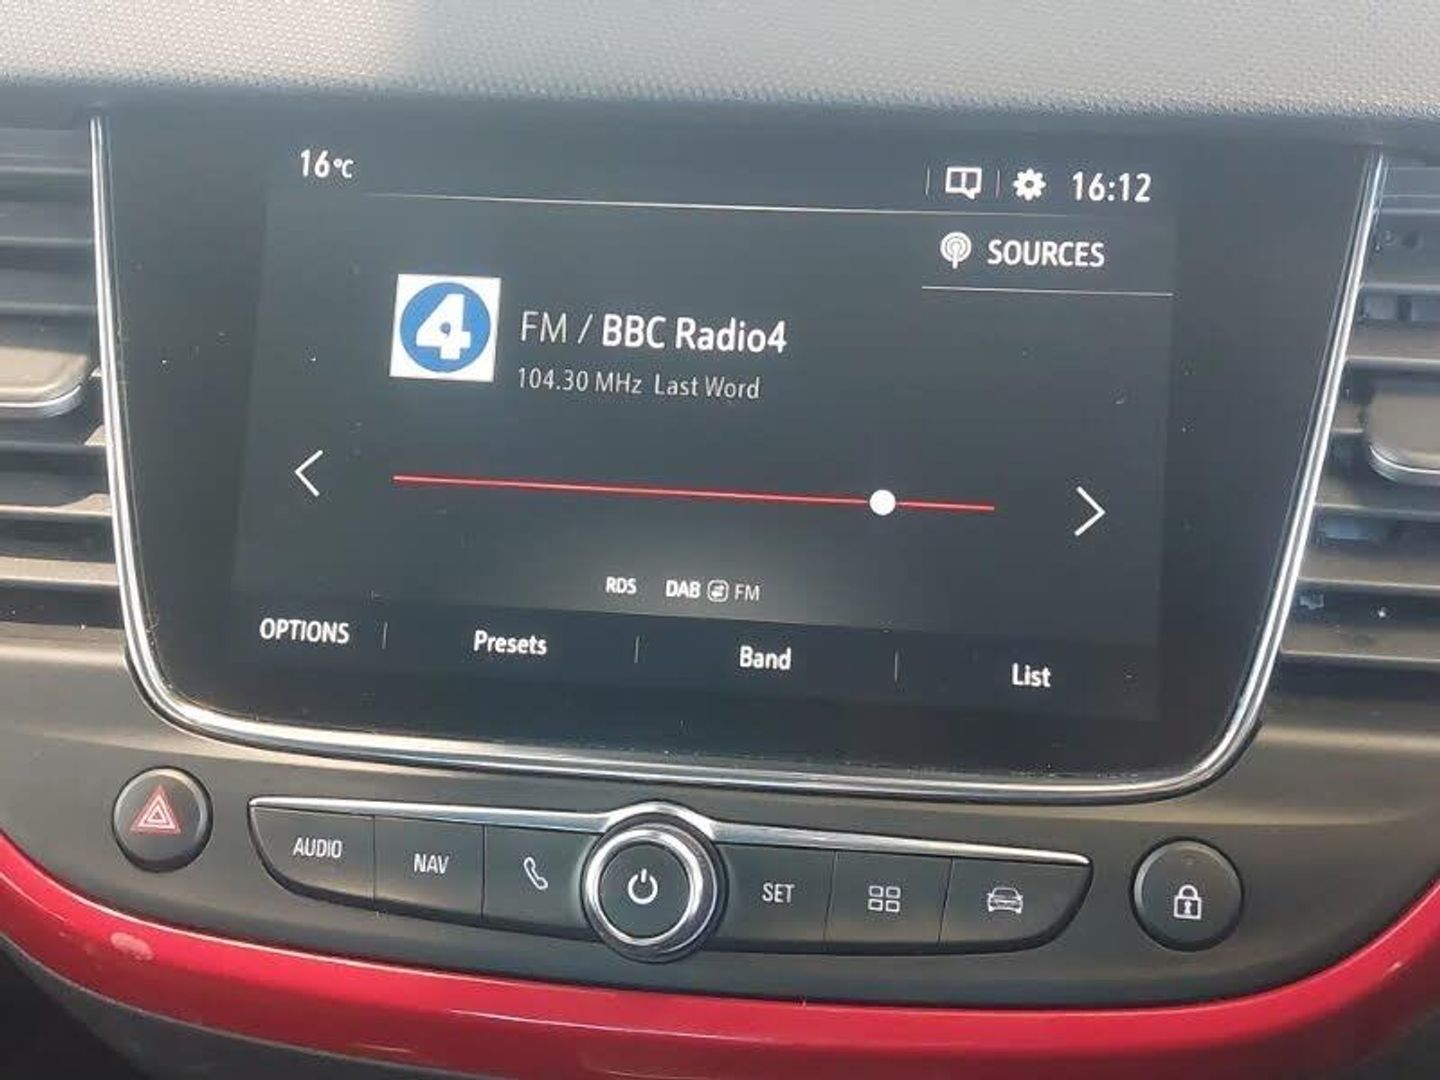 16°C
16:12
SOURCES
4
FM / BBC Radio4
104.30 MHz Last Word
RDS DAB FM
OPTIONS Presets Band List
AUDIO NAV SET